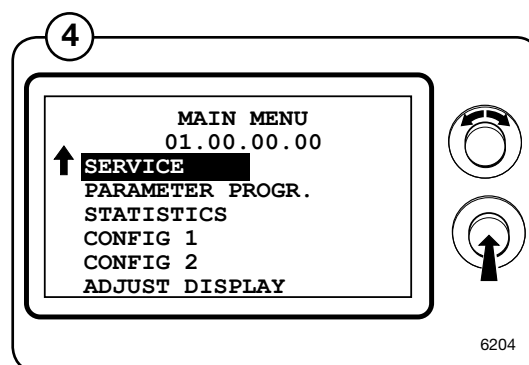 4
MAIN MENU
01.00.00.00
SERVICE
PARAMETER PROGR.
STATISTICS
CONFIG 1
CONFIG 2
ADJUST DISPLAY
6204